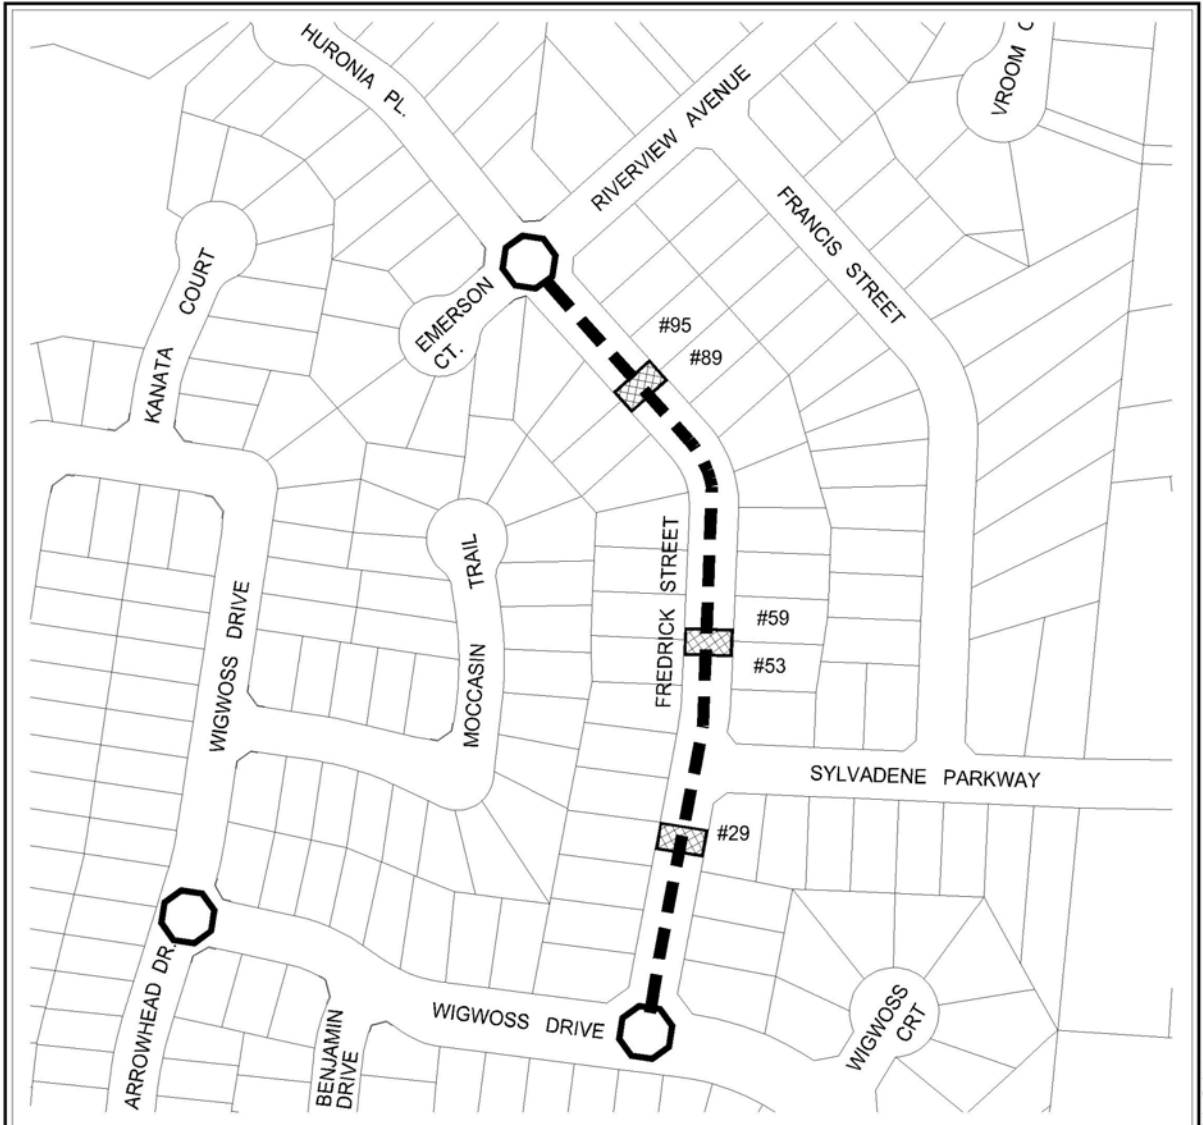 HURONIA PL.
RIVERVIEW AVENUE
VROOM C
FRANCIS STREET
KANATA COURT
EMERSON
CT.
#95
#89
TRAIL
MOCCASIN
FREDRICK STREET
WIGWOSS DRIVE
#59
#53
SYLVADENE PARKWAY
#29
ARROWHEAD DR.
BENJAMIN
DRIVE
WIGWOSS DRIVE
WIGWOSS
CRT